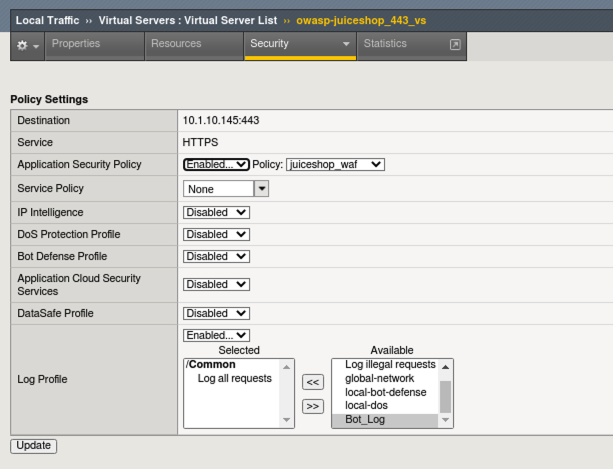 Local Traffic ›› Virtual Servers : Virtual Server List ›› owasp-juiceshop_443_vs
Properties Resources Security Statistics
Policy Settings
Destination 10.1.10.145:443
Service HTTPS
Application Security Policy Enabled... Policy: juiceshop_waf
Service Policy None
IP Intelligence Disabled
DoS Protection Profile Disabled
Bot Defense Profile Disabled
Application Cloud Security
Services Disabled
DataSafe Profile Disabled
Enabled...
Selected Available
/Common Log illegal requests
Log all requests global-network
Log Profile << local-bot-defense
>> local-dos
Bot_Log
Update